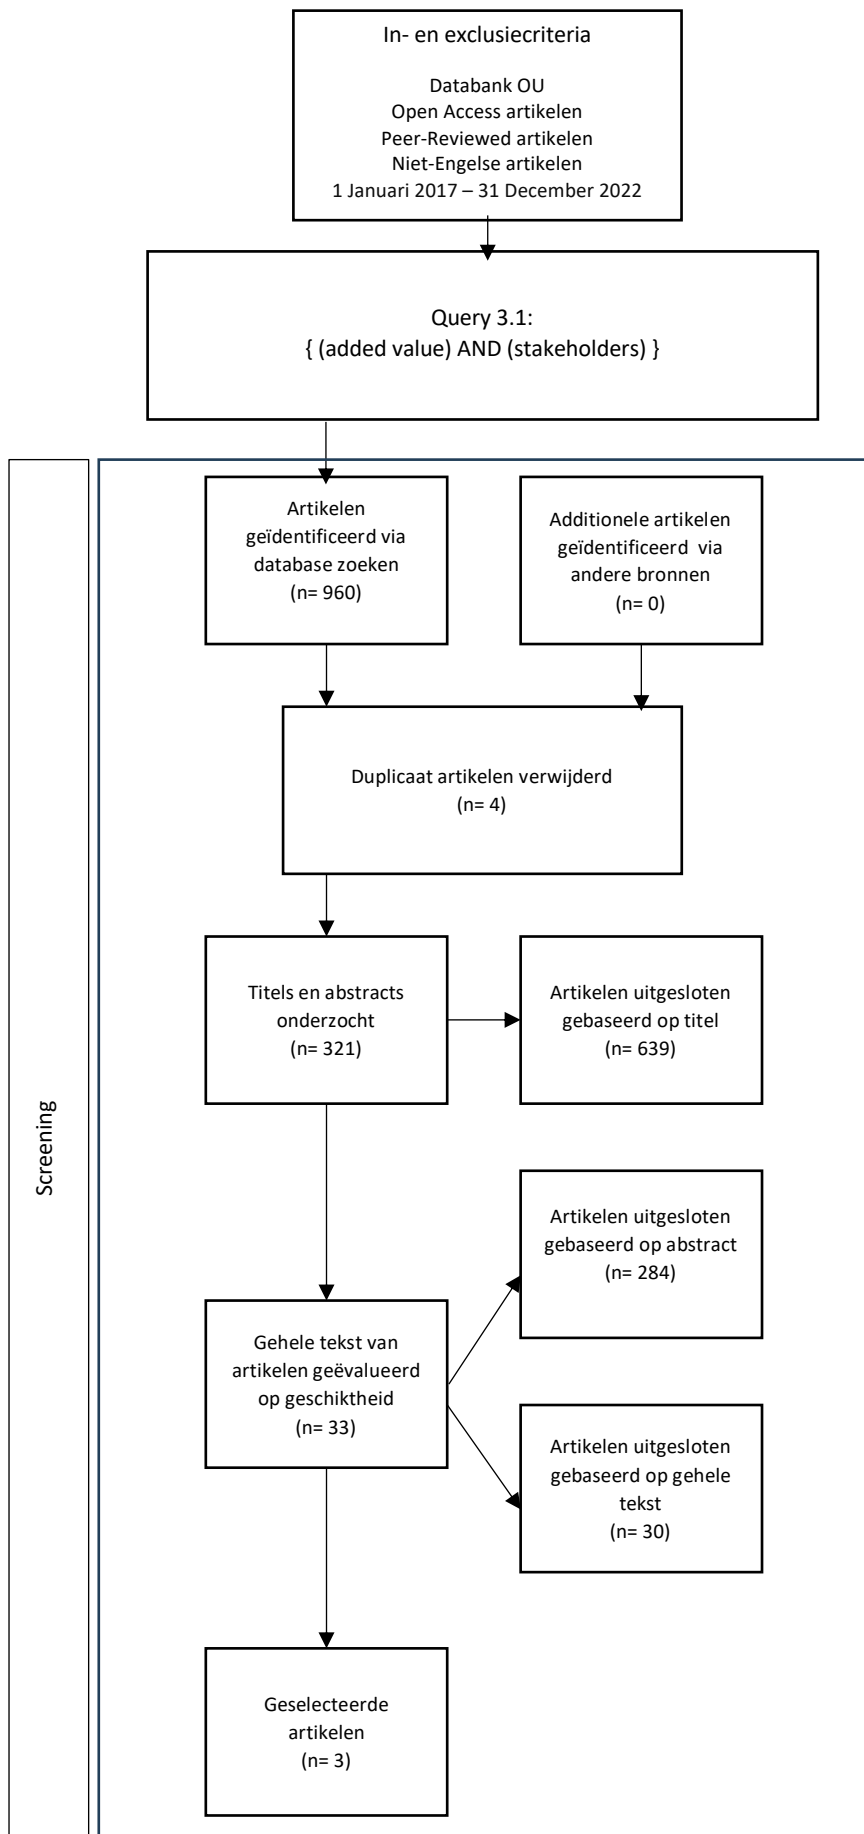 In- en exclusiecriteria
Databank OU
Open Access artikelen
Peer-Reviewed artikelen
Niet-Engelse artikelen
1 Januari 2017 – 31 December 2022
Query 3.1:
{ (added value) AND (stakeholders) }
Screening
Artikelen
geïdentificeerd via
database zoeken
(n= 960)
Additionele artikelen
geïdentificeerd via
andere bronnen
(n= 0)
Duplicaat artikelen verwijderd
(n= 4)
Titels en abstracts
onderzocht
(n= 321)
Artikelen uitgesloten
gebaseerd op titel
(n= 639)
Artikelen uitgesloten
gebaseerd op abstract
(n= 284)
Gehele tekst van
artikelen geëvalueerd
op geschiktheid
(n= 33)
Artikelen uitgesloten
gebaseerd op gehele
tekst
(n= 30)
Geselecteerde
artikelen
(n= 3)